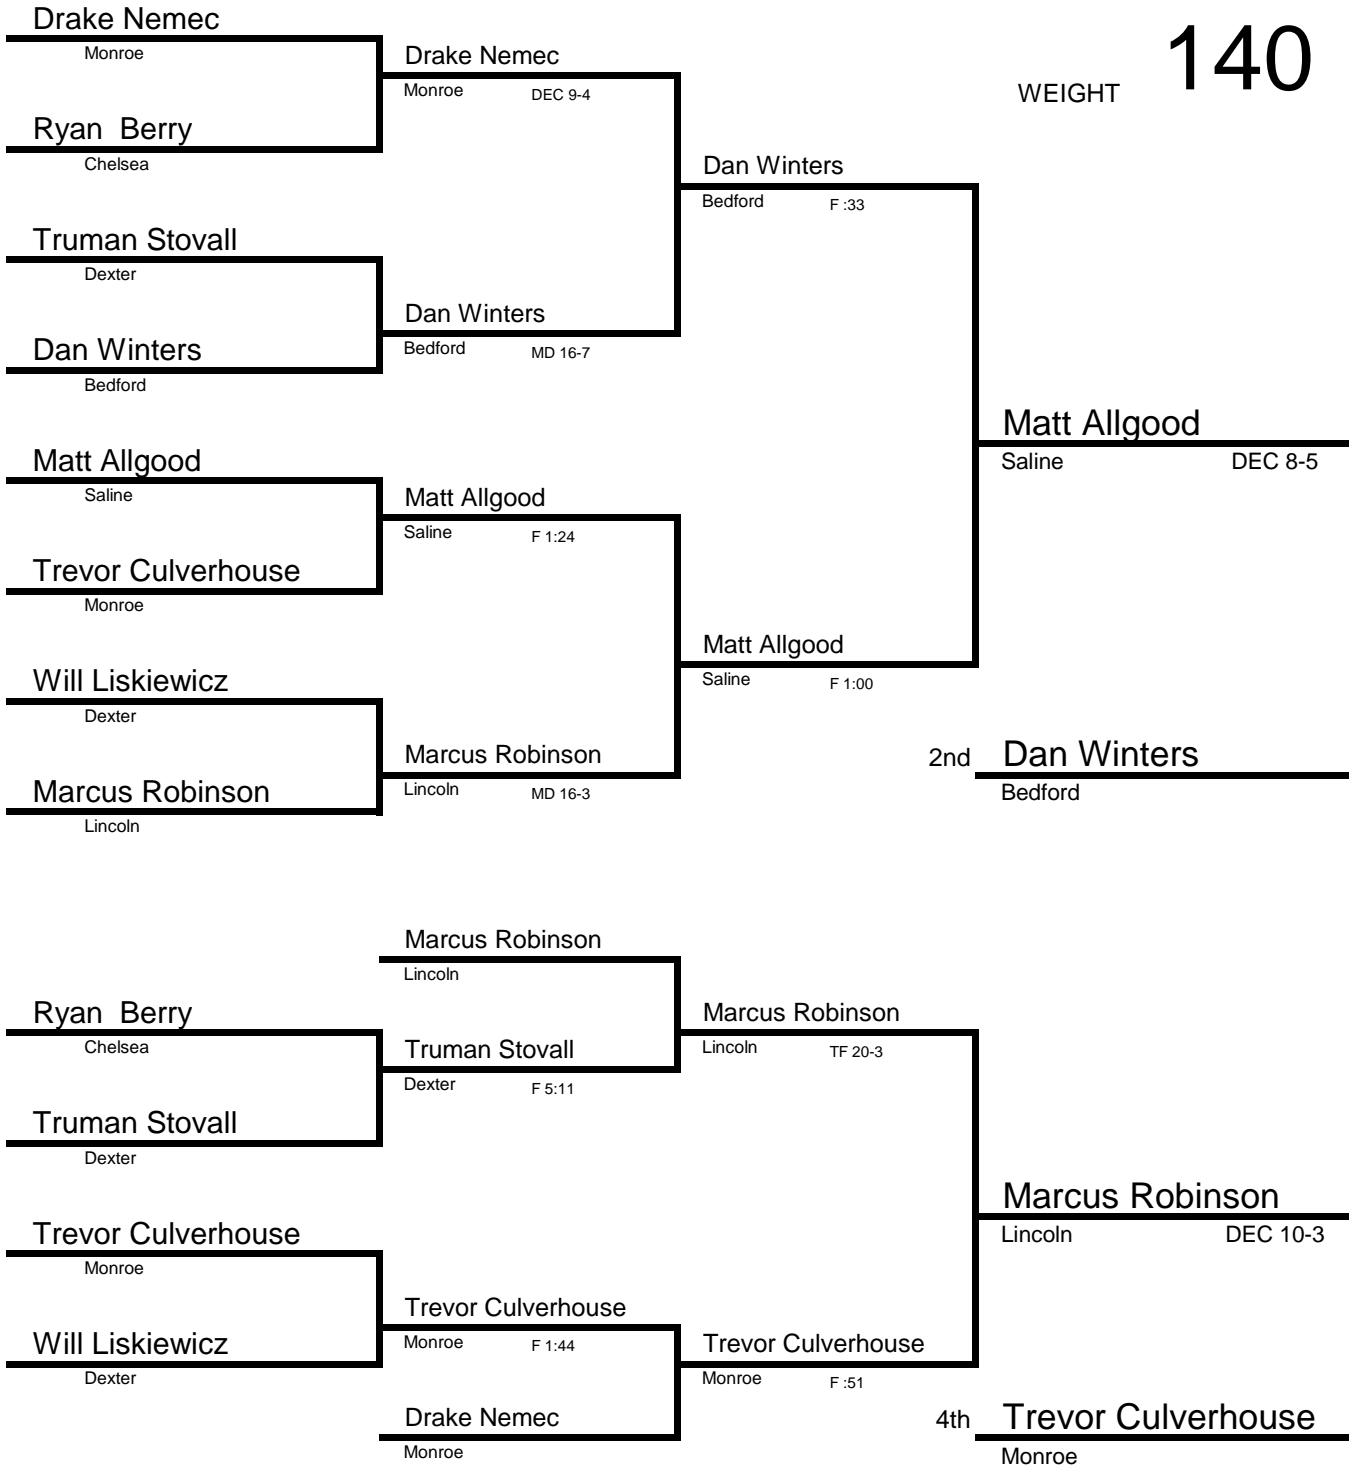 Drake Nemec
Monroe
Drake Nemec
Monroe DEC 9-4
WEIGHT 140
Ryan Berry
Chelsea
Dan Winters
Bedford F :33
Truman Stovall
Dexter
Dan Winters
Bedford MD 16-7
Dan Winters
Bedford
Matt Allgood
Saline DEC 8-5
Matt Allgood
Saline
Matt Allgood
Saline F 1:24
Trevor Culverhouse
Monroe
Matt Allgood
Saline F 1:00
Will Liskiewicz
Dexter
Marcus Robinson
Lincoln MD 16-3
2nd Dan Winters
Bedford
Marcus Robinson
Lincoln
Marcus Robinson
Lincoln
Ryan Berry
Chelsea
Marcus Robinson
Lincoln TF 20-3
Truman Stovall
Dexter F 5:11
Truman Stovall
Dexter
Marcus Robinson
Lincoln DEC 10-3
Trevor Culverhouse
Monroe
Trevor Culverhouse
Monroe F 1:44
Will Liskiewicz
Dexter
Trevor Culverhouse
Monroe F :51
Drake Nemec
Monroe
4th Trevor Culverhouse
Monroe